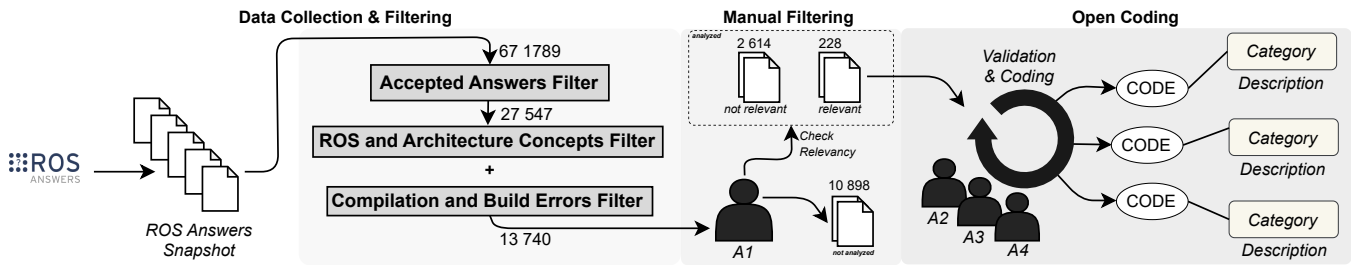 Data Collection & Filtering
Manual Filtering
Open Coding
?
ROS
ANSWERS
ROS Answers
Snapshot
67 1789
Accepted Answers Filter
27 547
ROS and Architecture Concepts Filter
+
Compilation and Build Errors Filter
13 740
analyzed
2 614
228
not relevant
relevant
Check
Relevancy
A1
10 898
not analyzed
Validation
& Coding
A2
A3
A4
CODE
CODE
CODE
Category
Description
Category
Description
Category
Description